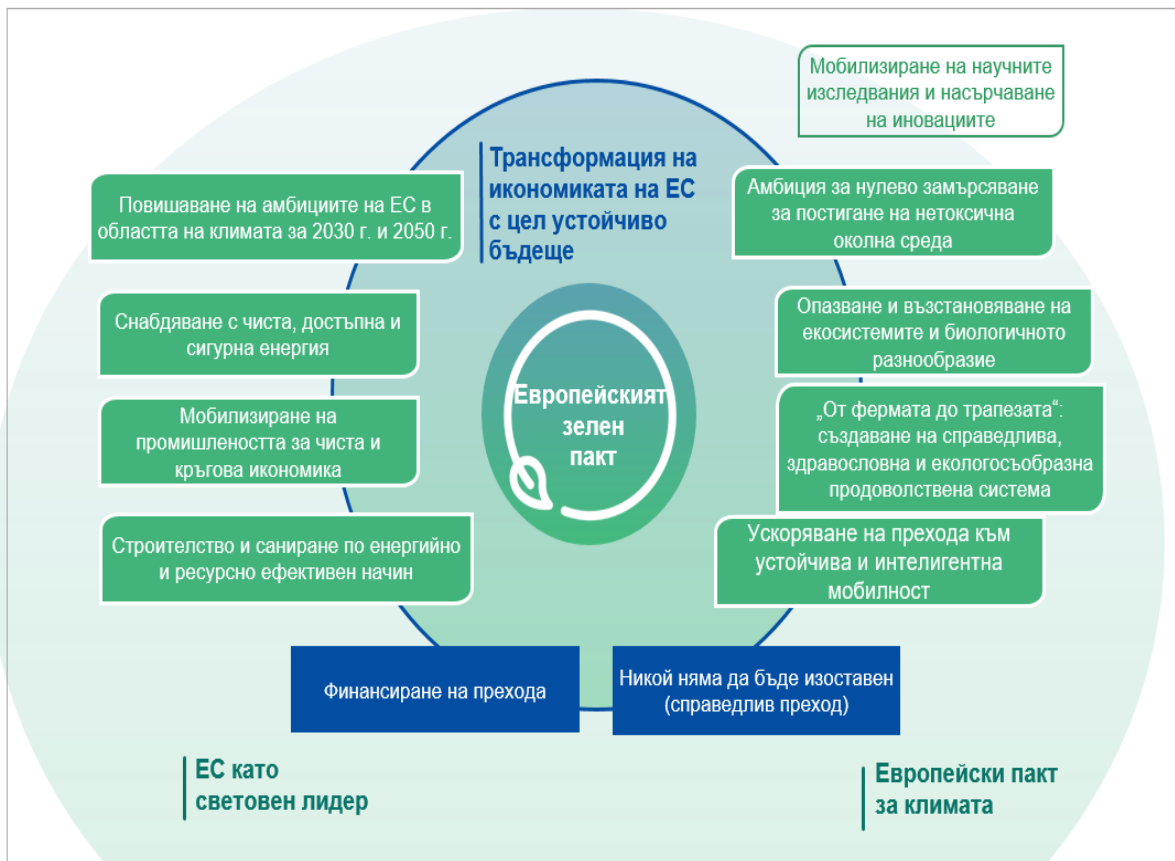 Мобилизиране на научните
изследвания и насърчаване
на иновациите
Трансформация на
икономиката на ЕС
с цел устойчиво
бъдеще
Повишаване на амбициите на ЕС в
областта на климата за 2030 г. и 2050 г.
Амбиция за нулево замърсяване
за постигане на нетоксична
околна среда
Снабдяване с чиста, достъпна и
сигурна енергия
Опазване и възстановяване на
екосистемите и биологичното
разнообразие
Европейският
зелен
пакт
Мобилизиране на
промишлеността за чиста и
кръгова икономика
„От фермата до трапезата“:
създаване на справедлива,
здравословна и екологосъобразна
продоволствена система
Строителство и саниране по енергийно
и ресурсно ефективен начин
Ускоряване на прехода към
устойчива и интелигентна
мобилност
Финансиране на прехода
Никой няма да бъде изоставен
(справедлив преход)
ЕС като
световен лидер
Европейски пакт
за климата